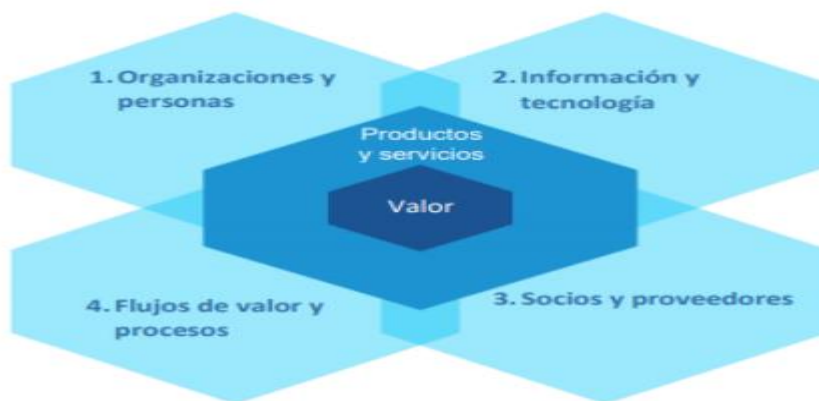 1. Organizaciones y
personas
2. Información y
tecnología
Productos
y servicios
Valor
4. Flujos de valor y
procesos
3. Socios y proveedores